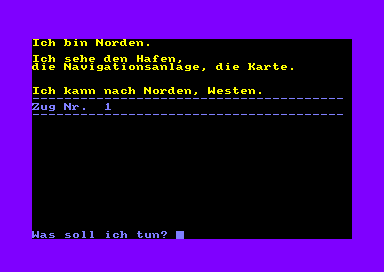 Ich bin Norden.
Ich sehe den Hafen,
die Navigationsanlage, die Karte.
Ich kann nach Norden, Westen.
Zug Nr. 1
Was soll ich tun?